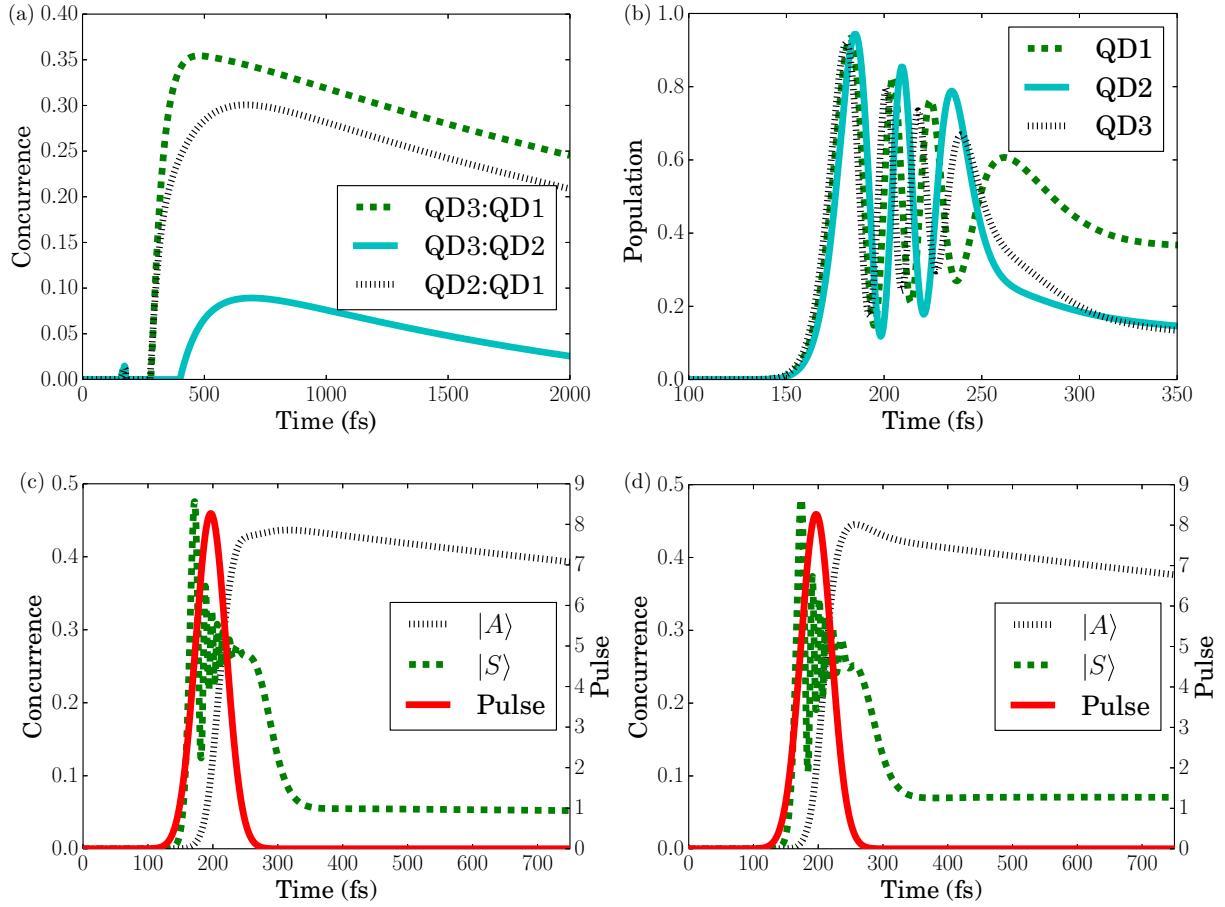 (a)
0.40
0.35
0.30
0.25
0.20
0.15
0.10
0.05
0.00
Concurrence
QD3:QD1
QD3:QD2
QD2:QD1
0 500 1000 1500 2000
Time (fs)
(b)
1.0
0.8
0.6
0.4
0.2
0.0
Population
QD1
QD2
QD3
100 150 200 250 300 350
Time (fs)
(c)
0.5
0.4
0.3
0.2
0.1
0.0
Concurrence
|A⟩
|S⟩
Pulse
9
8
7
6
5
4
3
2
1
0
Pulse
0 100 200 300 400 500 600 700
Time (fs)
(d)
0.5
0.4
0.3
0.2
0.1
0.0
Concurrence
|A⟩
|S⟩
Pulse
9
8
7
6
5
4
3
2
1
0
Pulse
0 100 200 300 400 500 600 700
Time (fs)